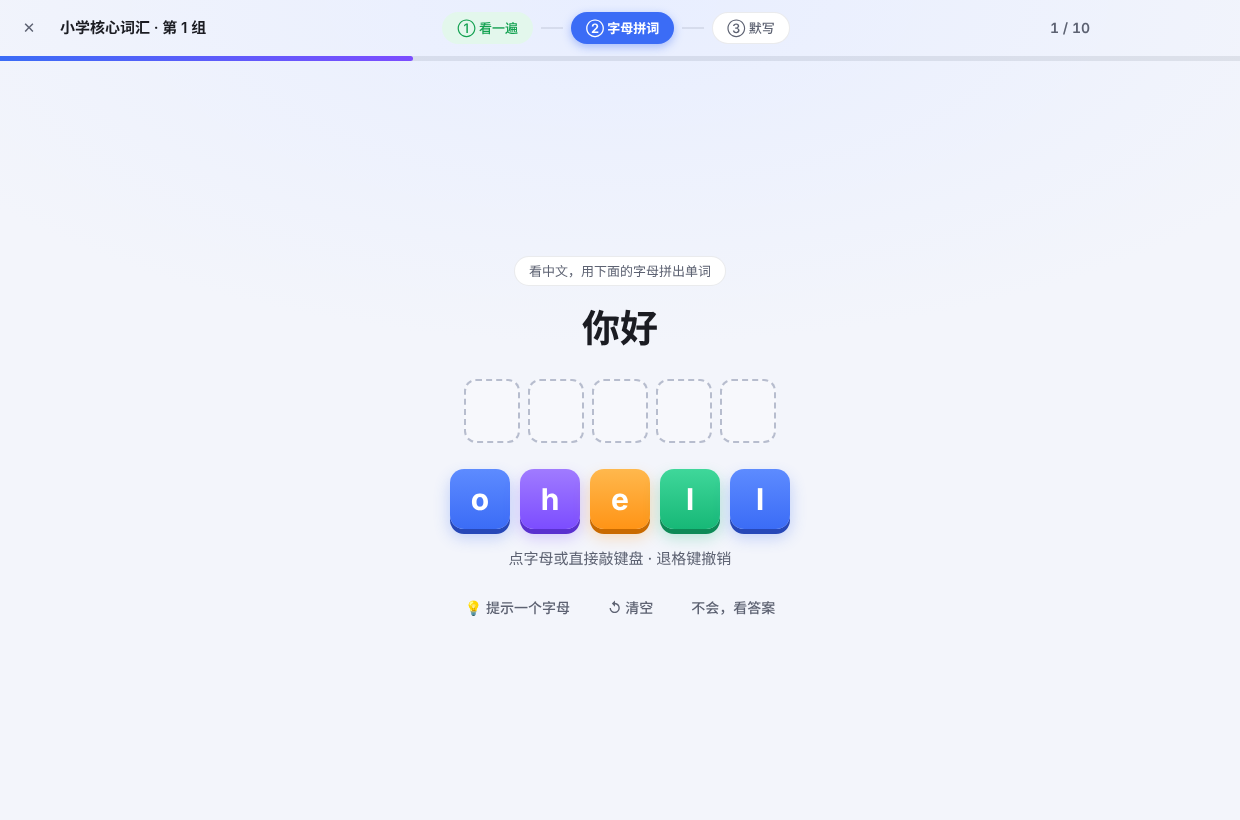 × 小学核心词汇 · 第 1 组 ① 看一遍 ② 字母拼词 ③ 默写 1 / 10
看中文，用下面的字母拼出单词
你好
o h e l l
点字母或直接敲键盘 · 退格键撤销
💡 提示一个字母 ↺ 清空 不会，看答案